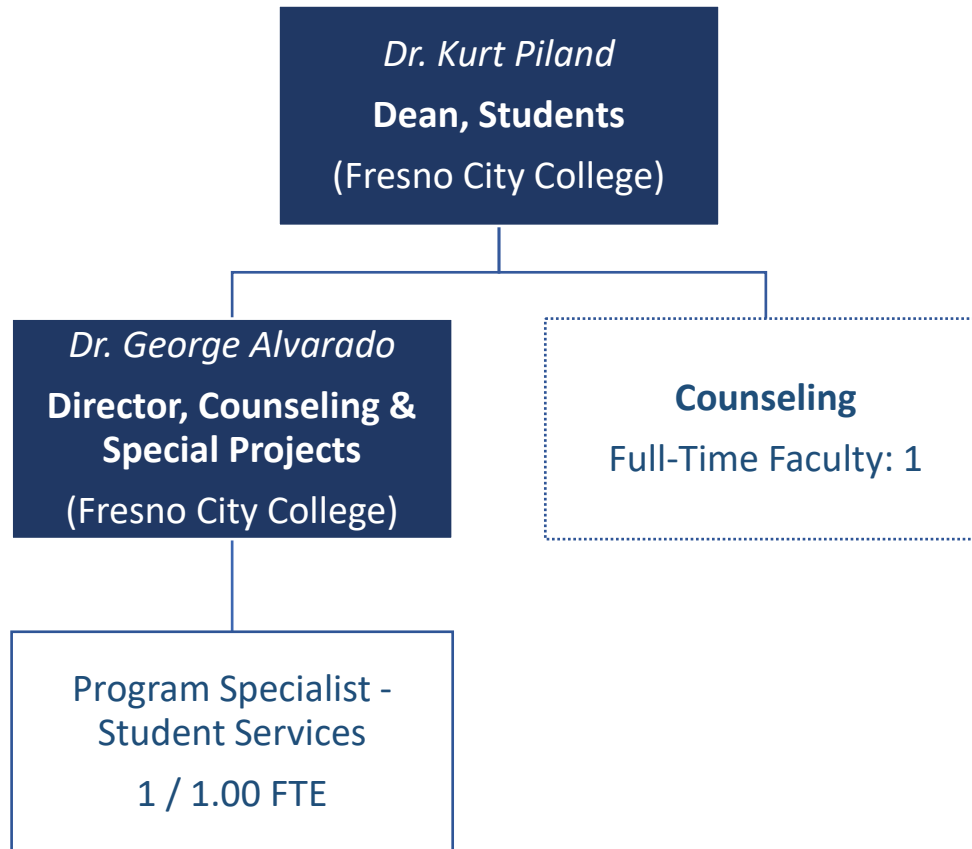 Dr. Kurt Piland
Dean, Students
(Fresno City College)
Dr. George Alvarado
Director, Counseling &
Special Projects
(Fresno City College)
Counseling
Full-Time Faculty: 1
Program Specialist -
Student Services
1 / 1.00 FTE